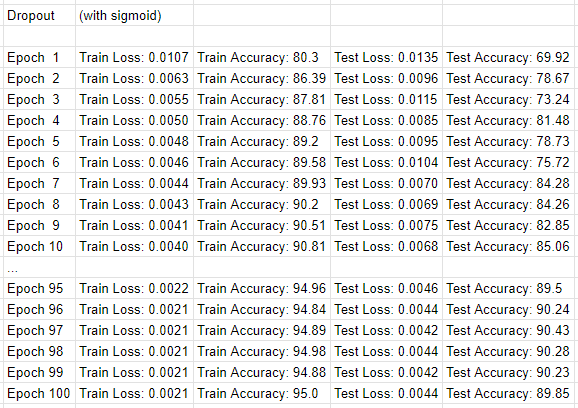 Dropout (with sigmoid)
Epoch 1 Train Loss: 0.0107 Train Accuracy: 80.3 Test Loss: 0.0135 Test Accuracy: 69.92
Epoch 2 Train Loss: 0.0063 Train Accuracy: 86.39 Test Loss: 0.0096 Test Accuracy: 78.67
Epoch 3 Train Loss: 0.0055 Train Accuracy: 87.81 Test Loss: 0.0115 Test Accuracy: 73.24
Epoch 4 Train Loss: 0.0050 Train Accuracy: 88.76 Test Loss: 0.0085 Test Accuracy: 81.48
Epoch 5 Train Loss: 0.0048 Train Accuracy: 89.2 Test Loss: 0.0095 Test Accuracy: 78.73
Epoch 6 Train Loss: 0.0046 Train Accuracy: 89.58 Test Loss: 0.0104 Test Accuracy: 75.72
Epoch 7 Train Loss: 0.0044 Train Accuracy: 89.93 Test Loss: 0.0070 Test Accuracy: 84.28
Epoch 8 Train Loss: 0.0043 Train Accuracy: 90.2 Test Loss: 0.0069 Test Accuracy: 84.26
Epoch 9 Train Loss: 0.0041 Train Accuracy: 90.51 Test Loss: 0.0075 Test Accuracy: 82.85
Epoch 10 Train Loss: 0.0040 Train Accuracy: 90.81 Test Loss: 0.0068 Test Accuracy: 85.06
...
Epoch 95 Train Loss: 0.0022 Train Accuracy: 94.96 Test Loss: 0.0046 Test Accuracy: 89.5
Epoch 96 Train Loss: 0.0021 Train Accuracy: 94.84 Test Loss: 0.0044 Test Accuracy: 90.24
Epoch 97 Train Loss: 0.0021 Train Accuracy: 94.89 Test Loss: 0.0042 Test Accuracy: 90.43
Epoch 98 Train Loss: 0.0021 Train Accuracy: 94.98 Test Loss: 0.0044 Test Accuracy: 90.28
Epoch 99 Train Loss: 0.0021 Train Accuracy: 94.88 Test Loss: 0.0042 Test Accuracy: 90.23
Epoch 100 Train Loss: 0.0021 Train Accuracy: 95.0 Test Loss: 0.0044 Test Accuracy: 89.85